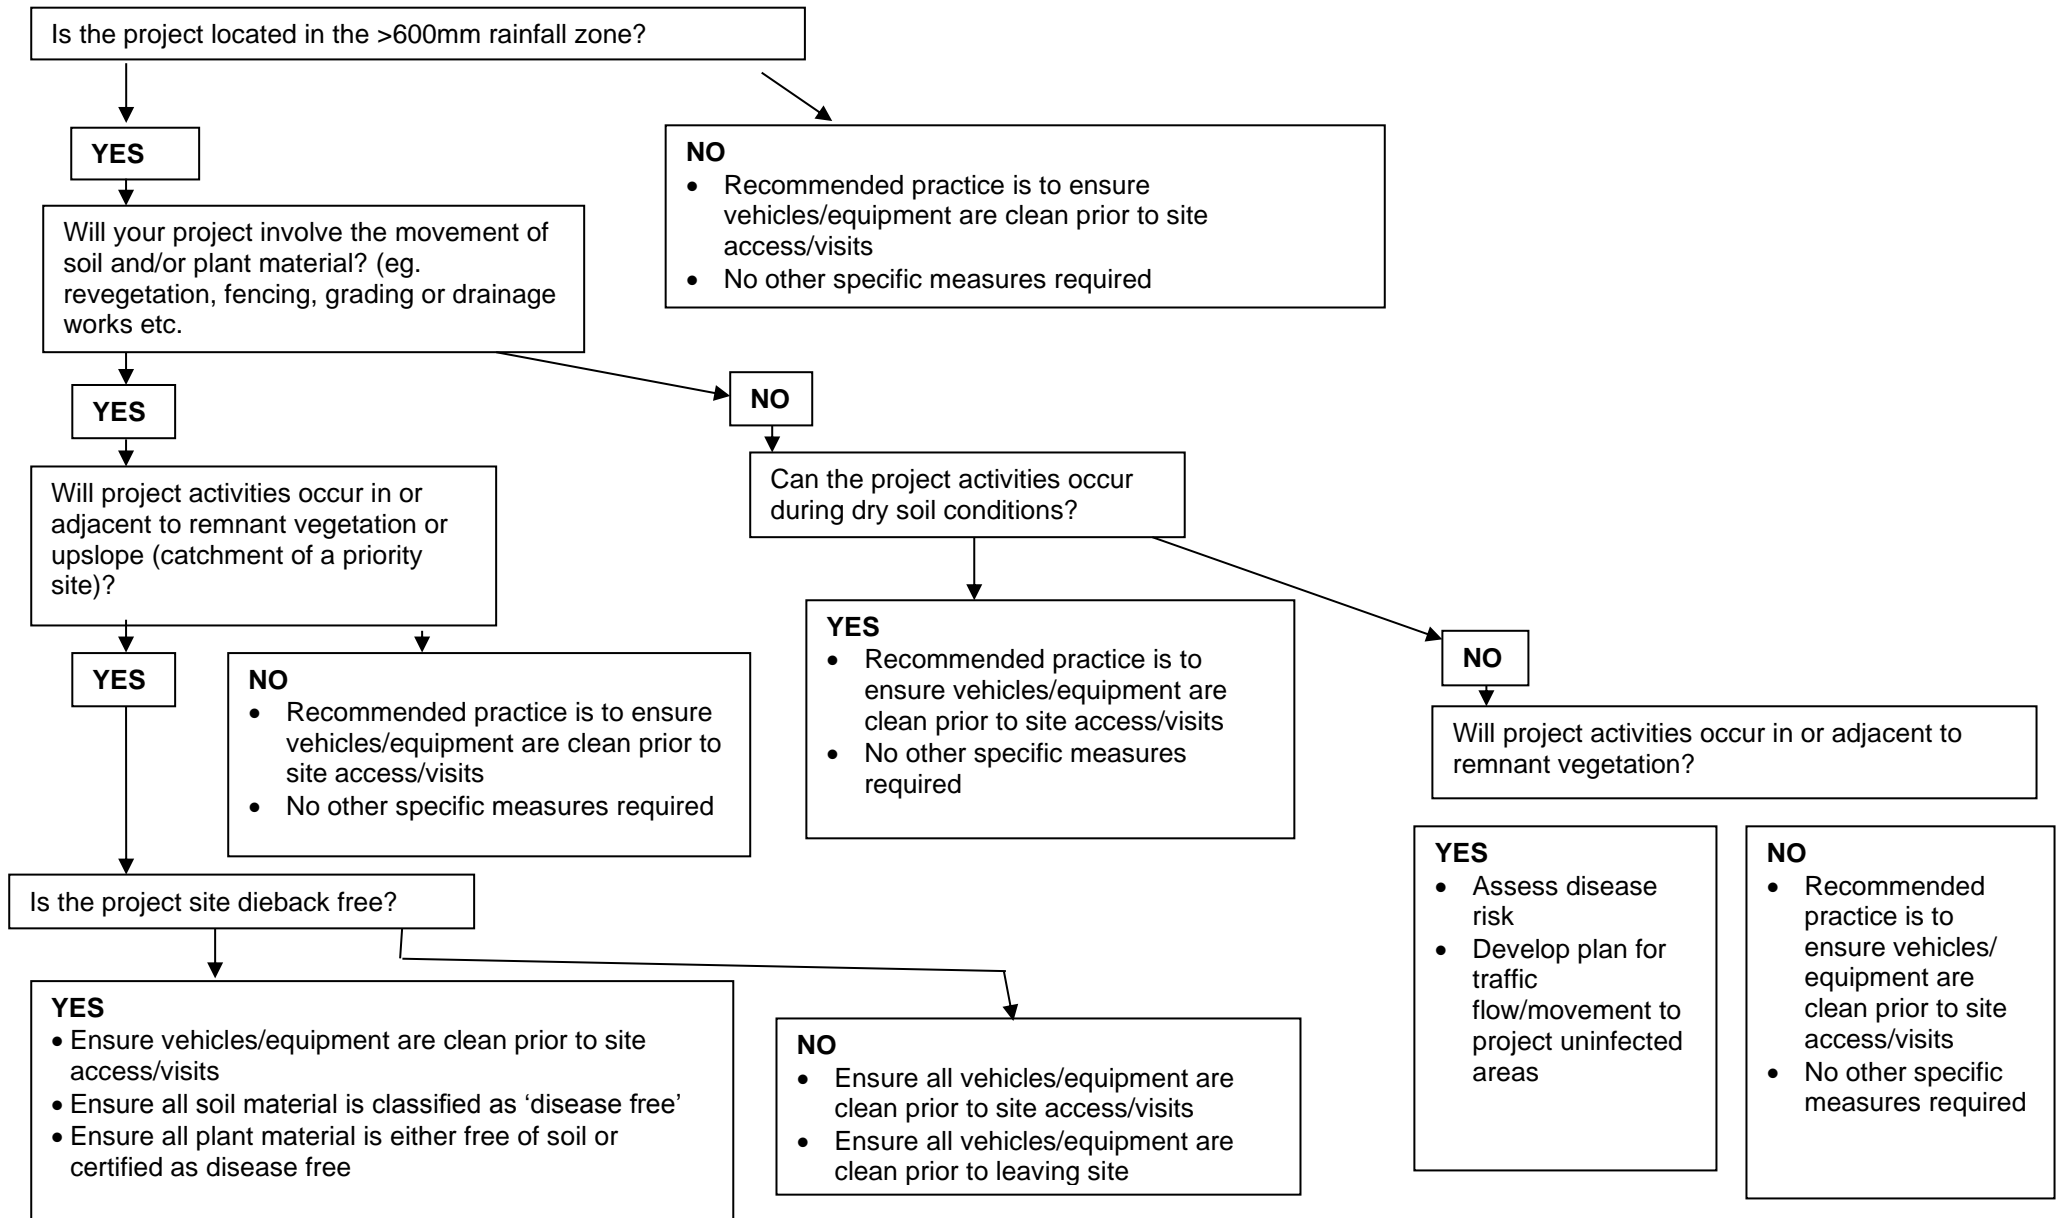 Is the project located in the >600mm rainfall zone?
YES
NO
• Recommended practice is to ensure
vehicles/equipment are clean prior to site
access/visits
• No other specific measures required
Will your project involve the movement of
soil and/or plant material? (eg.
revegetation, fencing, grading or drainage
works etc.
YES
NO
Will project activities occur in or
adjacent to remnant vegetation or
upslope (catchment of a priority
site)?
Can the project activities occur
during dry soil conditions?
YES
NO
• Recommended practice is to ensure
vehicles/equipment are clean prior to
site access/visits
• No other specific measures required
YES
• Recommended practice is to
ensure vehicles/equipment are
clean prior to site access/visits
• No other specific measures
required
NO
Will project activities occur in or adjacent to
remnant vegetation?
YES
• Assess disease
risk
• Develop plan for
traffic
flow/movement to
project uninfected
areas
NO
• Recommended
practice is to
ensure vehicles/
equipment are
clean prior to site
access/visits
• No other specific
measures required
Is the project site dieback free?
YES
• Ensure vehicles/equipment are clean prior to site
access/visits
• Ensure all soil material is classified as ‘disease free’
• Ensure all plant material is either free of soil or
certified as disease free
NO
• Ensure all vehicles/equipment are
clean prior to site access/visits
• Ensure all vehicles/equipment are
clean prior to leaving site